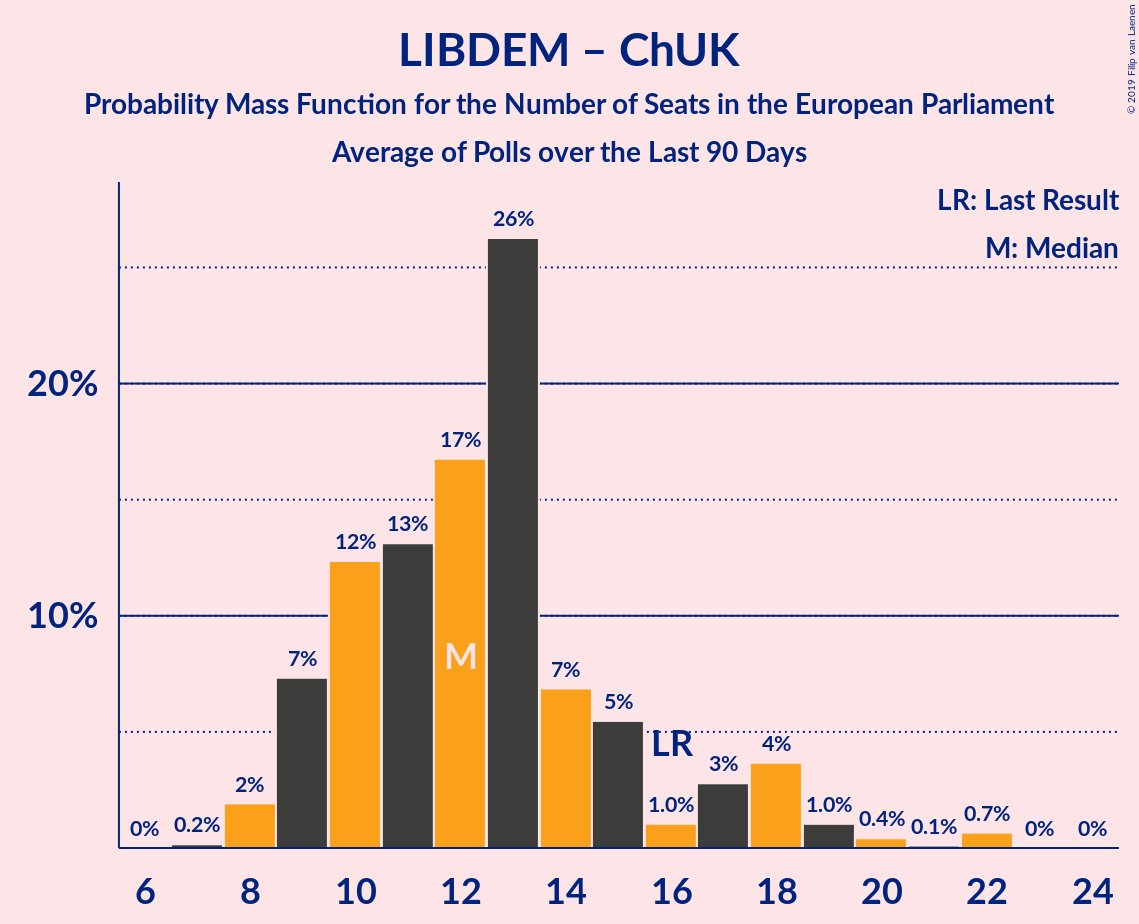 LIBDEM – ChUK
Probability Mass Function for the Number of Seats in the European Parliament
Average of Polls over the Last 90 Days
© 2019 Filip van Laenen
LR: Last Result
M: Median
26%
20%
17%
13%
12%
10%
7%
M
7%
5%
LR
4%
3%
2%
1.0%
1.0%
0.7%
0.4%
0.1%
0.2%
0%
0%
0%
6 8 10 12 14 16 18 20 22 24